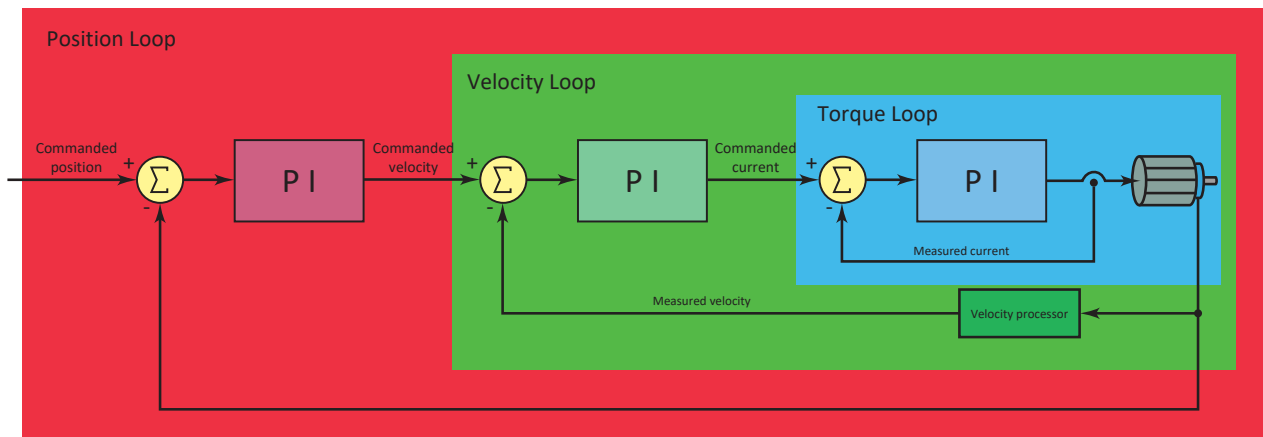 Position Loop
Velocity Loop
Torque Loop
Commanded
position
+
Σ
-
P I
Commanded
velocity
+
Σ
-
P I
Commanded
current
+
Σ
-
P I
Measured current
Measured velocity
Velocity processor